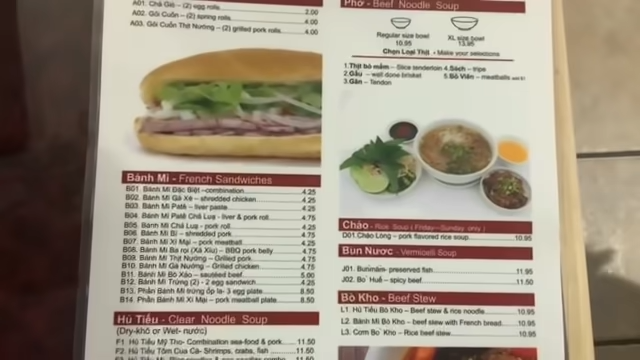 A01. Chả Giò – (2) egg rolls 2.00
A02. Gỏi Cuốn – (2) spring rolls 4.00
A03. Gỏi Cuốn Thịt Nướng – (2) grilled pork rolls 4.00
Bánh Mì - French Sandwiches
B01. Bánh Mì Đặc Biệt –combination 4.25
B02. Bánh Mì Gà Xé – shredded chicken 4.25
B03. Bánh Mì Patê – liver paste 4.25
B04. Bánh Mì Patê Chả Lụa - liver & pork roll 4.75
B05. Bánh Mì Chả Lụa - pork roll 4.25
B06. Bánh Mì Bì – shredded pork 4.75
B07. Bánh Mì Xí Mại – pork meatball 4.25
B08. Bánh Mì Ba rọi (Xá Xíu) – BBQ pork belly 4.75
B09. Bánh Mì Thịt Nướng – Grilled pork 4.75
B10. Bánh Mì Gà Nướng – Grilled chicken 4.75
B11. Bánh Mì Bò Xào – sautéed beef 5.00
B12. Bánh Mì Trứng (2) - 2 egg sandwich 4.25
B13. Phần Bánh Mì trứng ốp la- 3 egg plate 8.50
B14. Phần Bánh Mì Xí Mại – pork meatball plate 8.50
Hủ Tiếu - Clear Noodle Soup
(Dry-khô or Wet- nước)
F1 Hủ Tiếu Mỹ Tho- Combination sea-food & pork 11.50
F2 Hủ Tiếu Tôm Cua Cá- Shrimps, crabs, fish 11.50
Phở - Beef Noodle Soup
Regular size bowl XL size bowl
10.95 13.95
Chọn Loại Thịt - Make your selections
1.Thịt bò mềm – Slice tenderloin 4.Sách – tripe
2.Gầu – well done brisket 5.Bò Viên – meatballs
3.Gân – Tendon
Cháo - Rice Soup ( Friday–Sunday only )
D01.Cháo Lòng – pork flavored rice soup 10.95
Bún Nước - Vermicelli Soup
J01. Bunmắm- preserved fish 11.95
J02. Bo Huế - spicy beef 11.50
Bò Kho - Beef Stew
L1. Hủ Tiếu Bò Kho – Beef stew & rice noodle 10.95
L2. Bánh Mì Bò Kho – beef stew with French bread 10.95
L3. Cơm Bo Kho – Rice beef stew 10.95